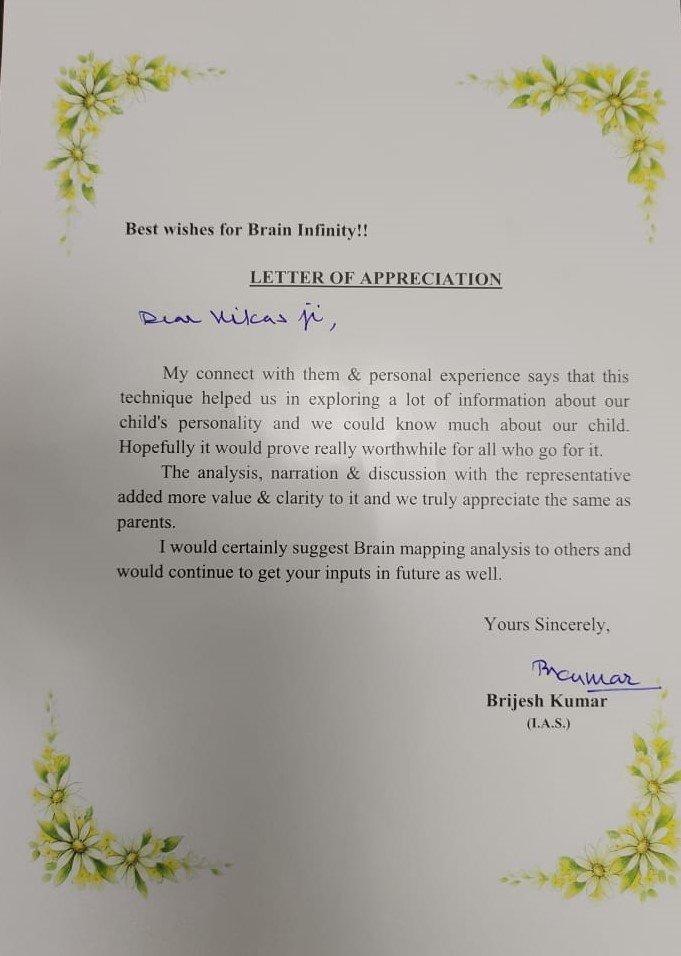 Best wishes for Brain Infinity!!
LETTER OF APPRECIATION
Dear Vikas ji,
My connect with them & personal experience says that this
technique helped us in exploring a lot of information about our
child's personality and we could know much about our child.
Hopefully it would prove really worthwhile for all who go for it.
The analysis, narration & discussion with the representative
added more value & clarity to it and we truly appreciate the same as
parents.
I would certainly suggest Brain mapping analysis to others and
would continue to get your inputs in future as well.
Yours Sincerely,
Brijesh Kumar
(I.A.S.)